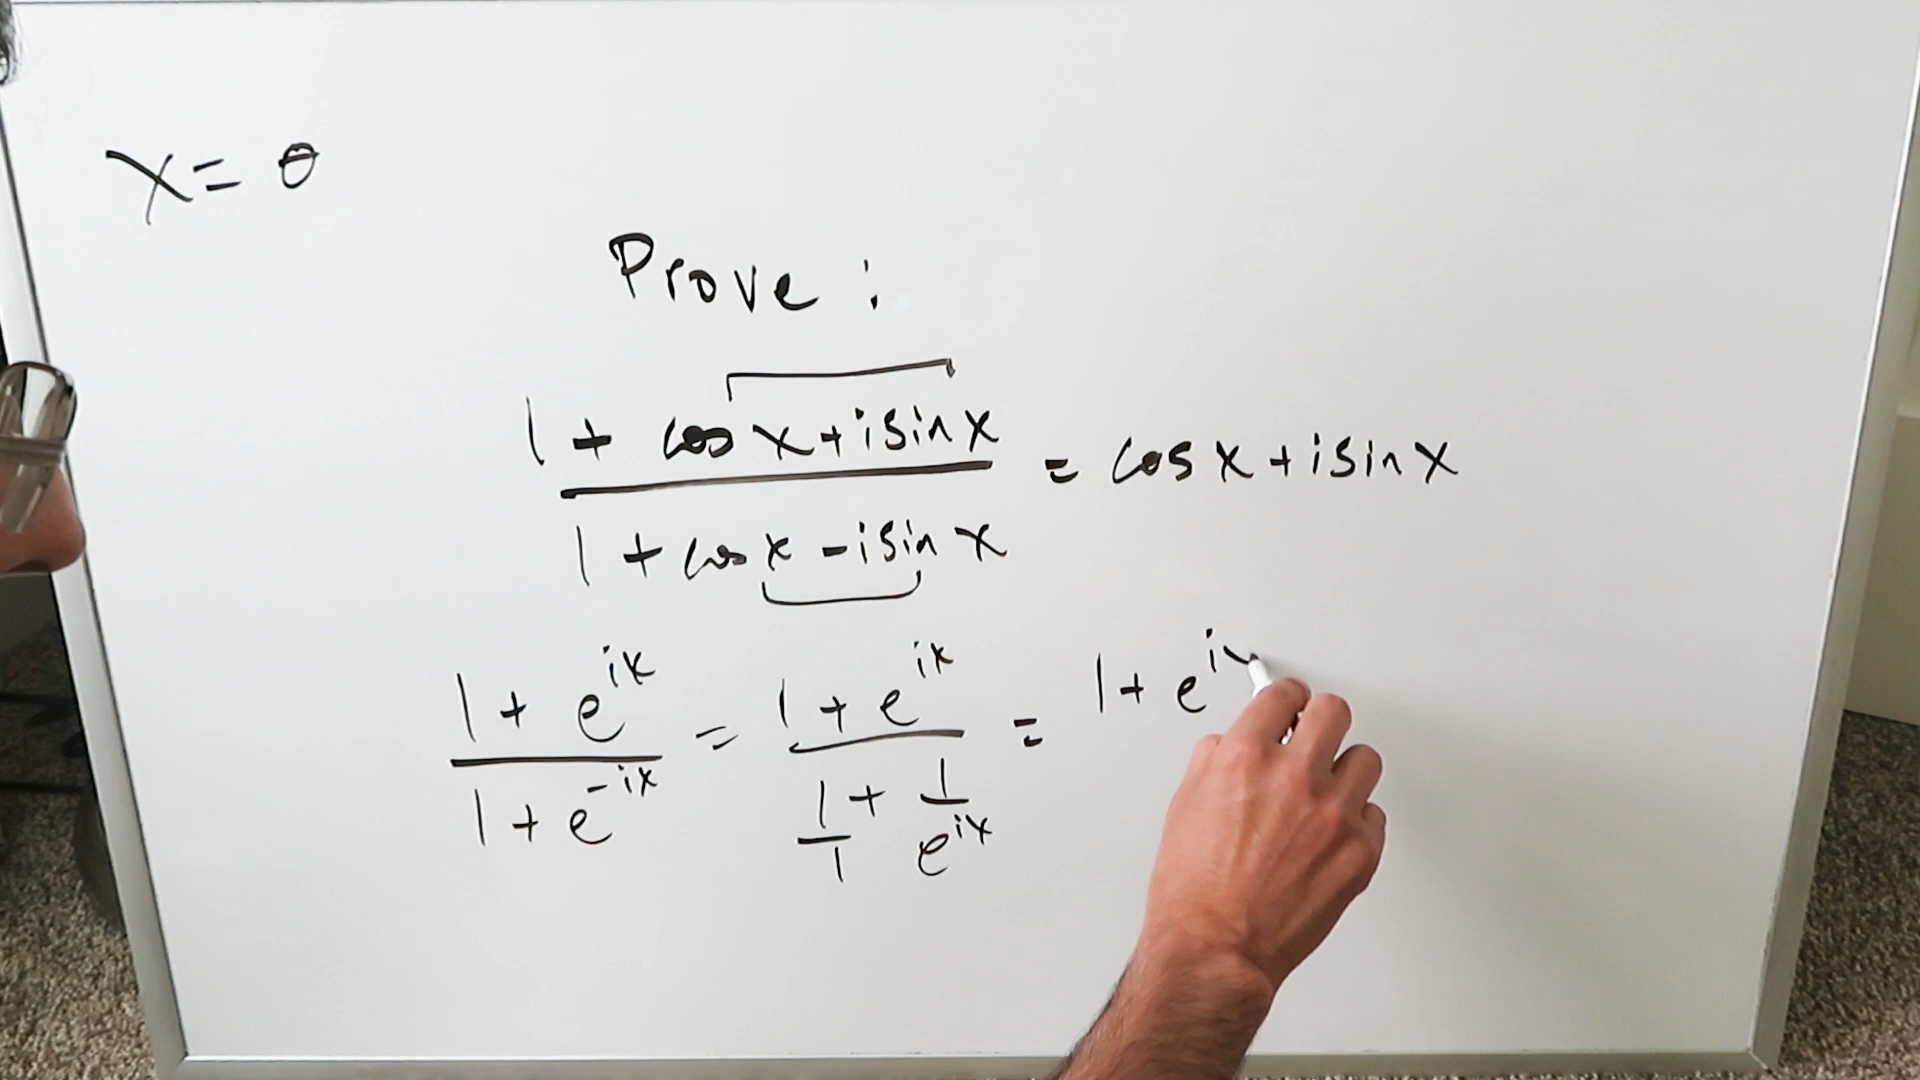 x = θ
Prove :
1 + cos x + i sin x
= cos x + i sin x
1 + cos x - i sin x
1 + e^{ix} = 1 + e^{ix} = 1 + e^{ix}
1 + e^{-ix}
1/1 + 1/e^{ix}